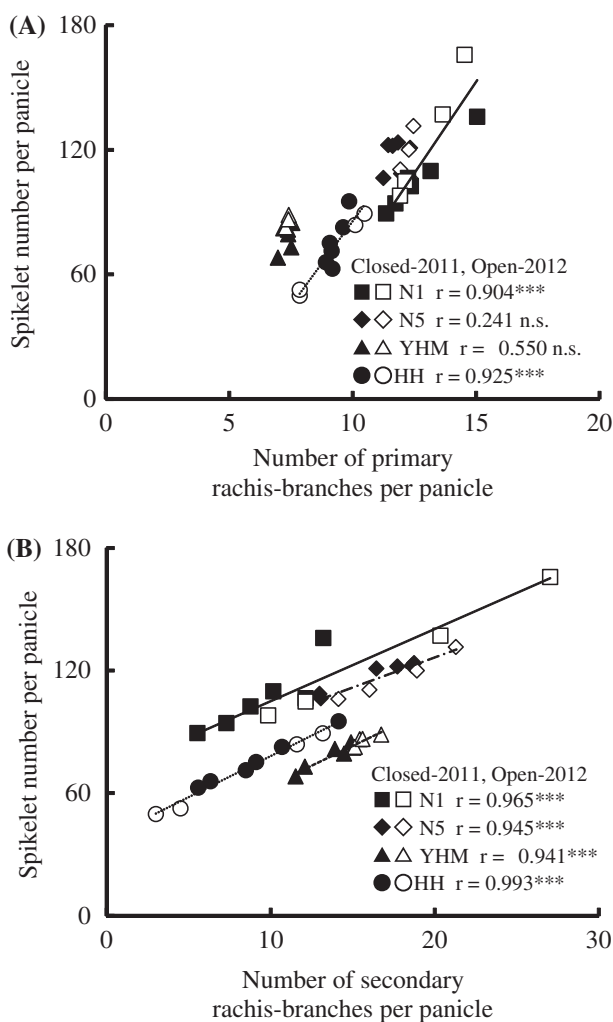 (A)
180
120
60
0
Spikelet number per panicle
Closed-2011, Open-2012
N1 r = 0.904***
N5 r = 0.241 n.s.
YHM r = 0.550 n.s.
HH r = 0.925***
0 5 10 15 20
Number of primary
rachis-branches per panicle
(B)
180
120
60
0
Spikelet number per panicle
Closed-2011, Open-2012
N1 r = 0.965***
N5 r = 0.945***
YHM r = 0.941***
HH r = 0.993***
0 10 20 30
Number of secondary
rachis-branches per panicle